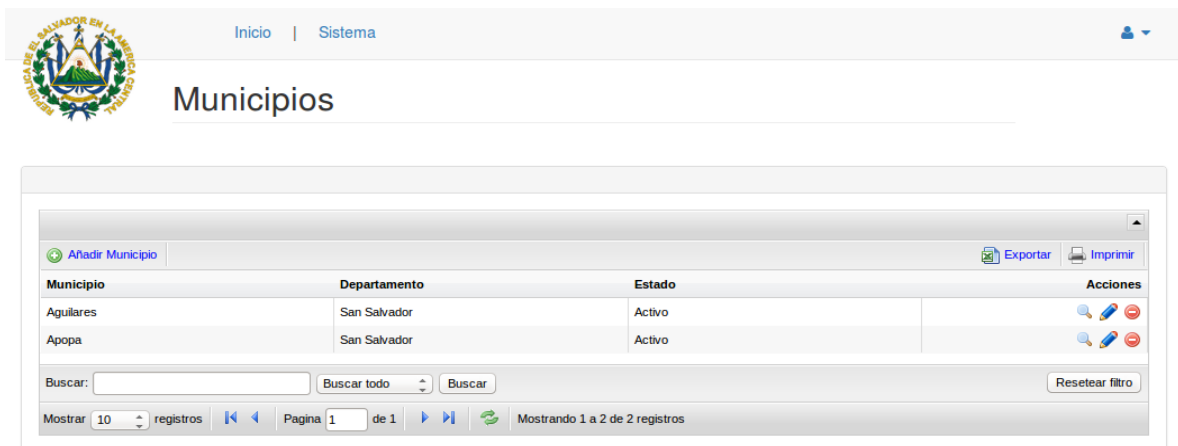 REPUBLICA DE EL SALVADOR EN LA AMERICA CENTRAL
Inicio | Sistema
Municipios
Añadir Municipio Exportar Imprimir
Municipio Departamento Estado Acciones
Aguilares San Salvador Activo
Apopa San Salvador Activo
Buscar: Buscar todo Buscar Resetear filtro
Mostrar 10 registros Pagina 1 de 1 Mostrando 1 a 2 de 2 registros